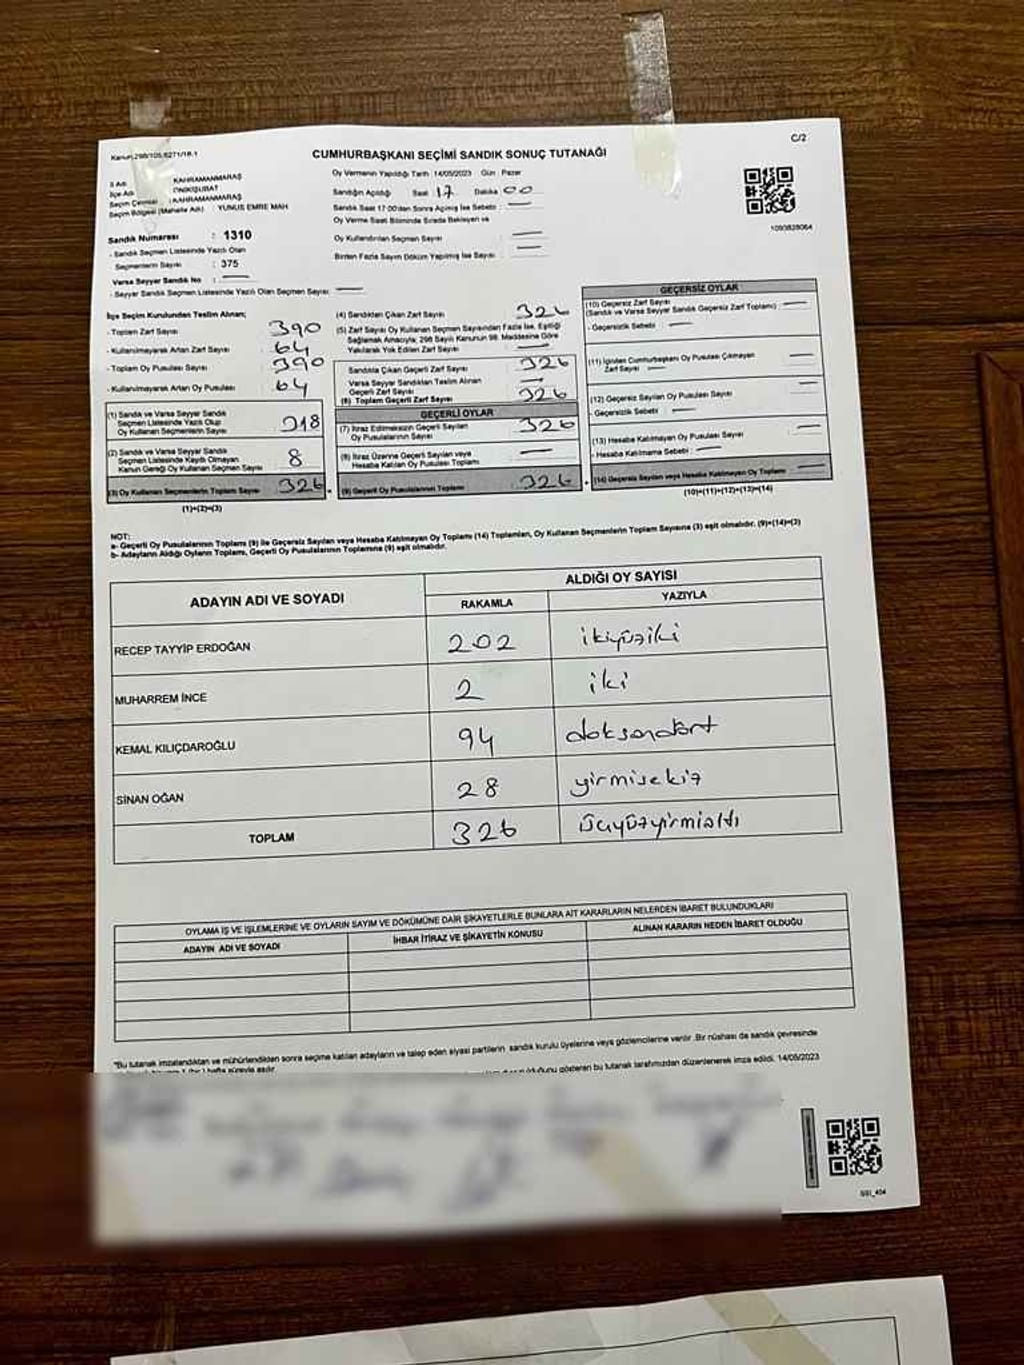 C/2
Kanun:298/105,6271/18.1
CUMHURBAŞKANI SEÇİMİ SANDIK SONUÇ TUTANAĞI
İl Adı : KAHRAMANMARAŞ
İlçe Adı : ONİKİŞUBAT
Seçim Çevresi : KAHRAMANMARAŞ
Seçim Bölgesi (Mahalle Adı) : YUNUS EMRE MAH
Sandık Numarası : 1310
- Sandık Seçmen Listesinde Yazılı Olan
Seçmenlerin Sayısı : 375
Varsa Seyyar Sandık No :
- Seyyar Sandık Seçmen Listesinde Yazılı Olan Seçmen Sayısı :
Oy Vermenin Yapıldığı Tarih 14/05/2023 Gün Pazar
Sandığın Açıldığı Saat 17 Dakika 00
Sandık Saat 17:00'den Sonra Açılmış İse Sebebi :
Oy Verme Saati Bitiminde Sırada Bekleyen ve
Oy Kullandırılan Seçmen Sayısı
Birden Fazla Sayım Döküm Yapılmış İse Sayısı :
1093828064
İlçe Seçim Kurulundan Teslim Alınan;
- Toplam Zarf Sayısı 390
- Kullanılmayarak Artan Zarf Sayısı 64
- Toplam Oy Pusulası Sayısı 390
- Kullanılmayarak Artan Oy Pusulası 64
(1) Sandık ve Varsa Seyyar Sandık
Seçmen Listesinde Yazılı Olup
Oy Kullanan Seçmenlerin Sayısı 318
(2) Sandık ve Varsa Seyyar Sandık
Seçmen Listesinde Kayıtlı Olmayan
Kanun Gereği Oy Kullanan Seçmen Sayısı 8
(3) Oy Kullanan Seçmenlerin Toplam Sayısı 326
(1)+(2)=(3)
(4) Sandıktan Çıkan Zarf Sayısı 326
(5) Zarf Sayısı Oy Kullanan Seçmen Sayısından Fazla İse, Eşitliği
Sağlamak Amacıyla; 298 Sayılı Kanunun 98. Maddesine Göre
Yakılarak Yok Edilen Zarf Sayısı
Sandıkta Çıkan Geçerli Zarf Sayısı 326
Varsa Seyyar Sandıktan Teslim Alınan
Geçerli Zarf Sayısı
(6) Toplam Geçerli Zarf Sayısı 326
GEÇERLİ OYLAR
(7) İtiraz Edilmeksizin Geçerli Sayılan
Oy Pusulalarının Sayısı 326
(8) İtiraz Üzerine Geçerli Sayılan veya
Hesaba Katılan Oy Pusulası Toplamı
(9) Geçerli Oy Pusulalarının Toplamı 326
GEÇERSİZ OYLAR
(10) Geçersiz Zarf Sayısı
(Sandık ve Varsa Seyyar Sandık Geçersiz Zarf Toplamı)
- Geçersizlik Sebebi :
(11) İçinden Cumhurbaşkanı Oy Pusulası Çıkmayan
Zarf Sayısı
(12) Geçersiz Sayılan Oy Pusulası Sayısı
- Geçersizlik Sebebi :
(13) Hesaba Katılmayan Oy Pusulası Sayısı
- Hesaba Katılmama Sebebi :
(14) Geçersiz Sayılan veya Hesaba Katılmayan Oy Toplamı
(10)+(11)+(12)+(13)=(14)
NOT:
a- Geçerli Oy Pusulalarının Toplamı (9) ile Geçersiz Sayılan veya Hesaba Katılmayan Oy Toplamı (14) Toplamları, Oy Kullanan Seçmenlerin Toplam Sayısına (3) eşit olmalıdır. (9)+(14)=(3)
b- Adayların Aldığı Oyların Toplamı, Geçerli Oy Pusulalarının Toplamına (9) eşit olmalıdır.
ADAYIN ADI VE SOYADI ALDIĞI OY SAYISI
RAKAMLA YAZIYLA
RECEP TAYYİP ERDOĞAN 202 ikiyüziki
MUHARREM İNCE 2 iki
KEMAL KILIÇDAROĞLU 94 doksandört
SİNAN OĞAN 28 yirmisekiz
TOPLAM 326 üçyüzyirmialtı
OYLAMA İŞ VE İŞLEMLERİNE VE OYLARIN SAYIM VE DÖKÜMÜNE DAİR ŞİKAYETLERLE BUNLARA AİT KARARLARIN NELERDEN İBARET BULUNDUKLARI
ADAYIN ADI VE SOYADI İHBAR İTİRAZ VE ŞİKAYETİN KONUSU ALINAN KARARIN NEDEN İBARET OLDUĞU
*Bu tutanak imzalandıktan ve mühürlendikten sonra seçime katılan adayların ve talep eden siyasi partilerin sandık kurulu üyelerine veya gözlemcilerine verilir .Bir nüshası da sandık çevresinde
1 (bir) hafta süreyle asılır. gösteren bu tutanak tarafımızdan düzenlenerek imza edildi. 14/05/2023